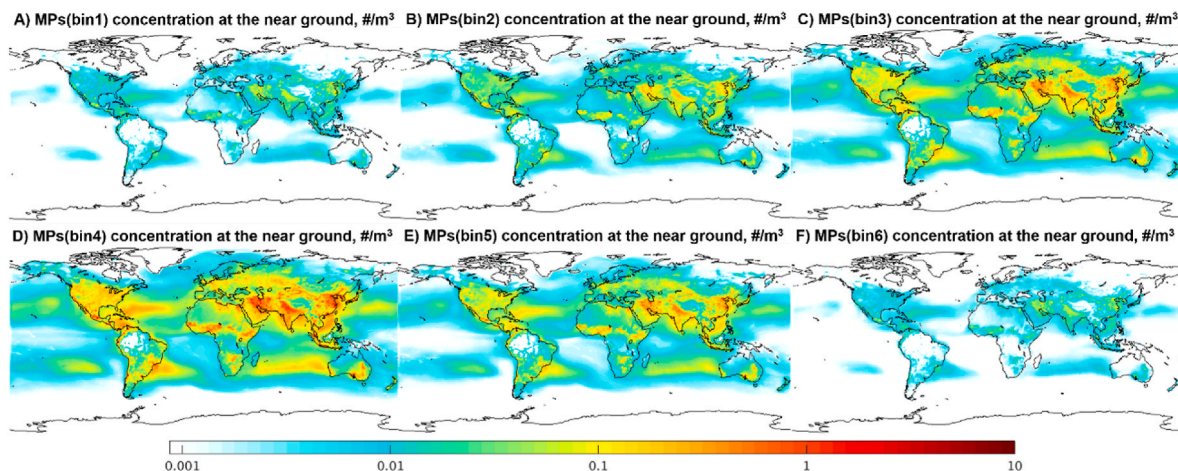 A) MPs(bin1) concentration at the near ground, #/m³
B) MPs(bin2) concentration at the near ground, #/m³
C) MPs(bin3) concentration at the near ground, #/m³
D) MPs(bin4) concentration at the near ground, #/m³
E) MPs(bin5) concentration at the near ground, #/m³
F) MPs(bin6) concentration at the near ground, #/m³
0.001 0.01 0.1 1 10